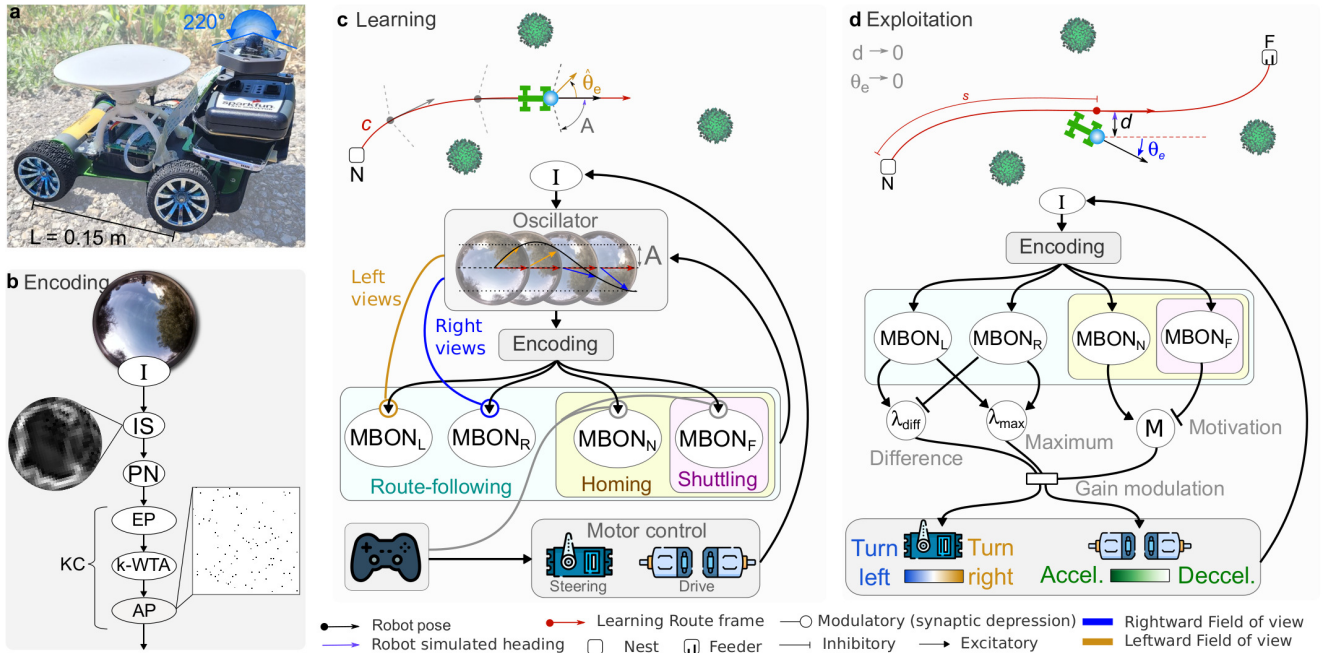 a
220°
sparkfun
L = 0.15 m
b Encoding
I
IS
PN
EP
KC
k-WTA
AP
c Learning
θ̂e
A
c
N
I
Oscillator
A
Left
views
Right
views
Encoding
MBONL
MBONR
MBONN
MBONF
Route-following
Homing
Shuttling
Motor control
Steering
Drive
d Exploitation
d → 0
θe → 0
F
s
d
θe
N
I
Encoding
MBONL
MBONR
MBONN
MBONF
λdiff
λmax
M
Difference
Maximum
Motivation
Gain modulation
Turn
left
Turn
right
Accel.
Deccel.
Robot pose
Learning Route frame
Modulatory (synaptic depression)
Rightward Field of view
Robot simulated heading
Nest
Feeder
Inhibitory
Excitatory
Leftward Field of view